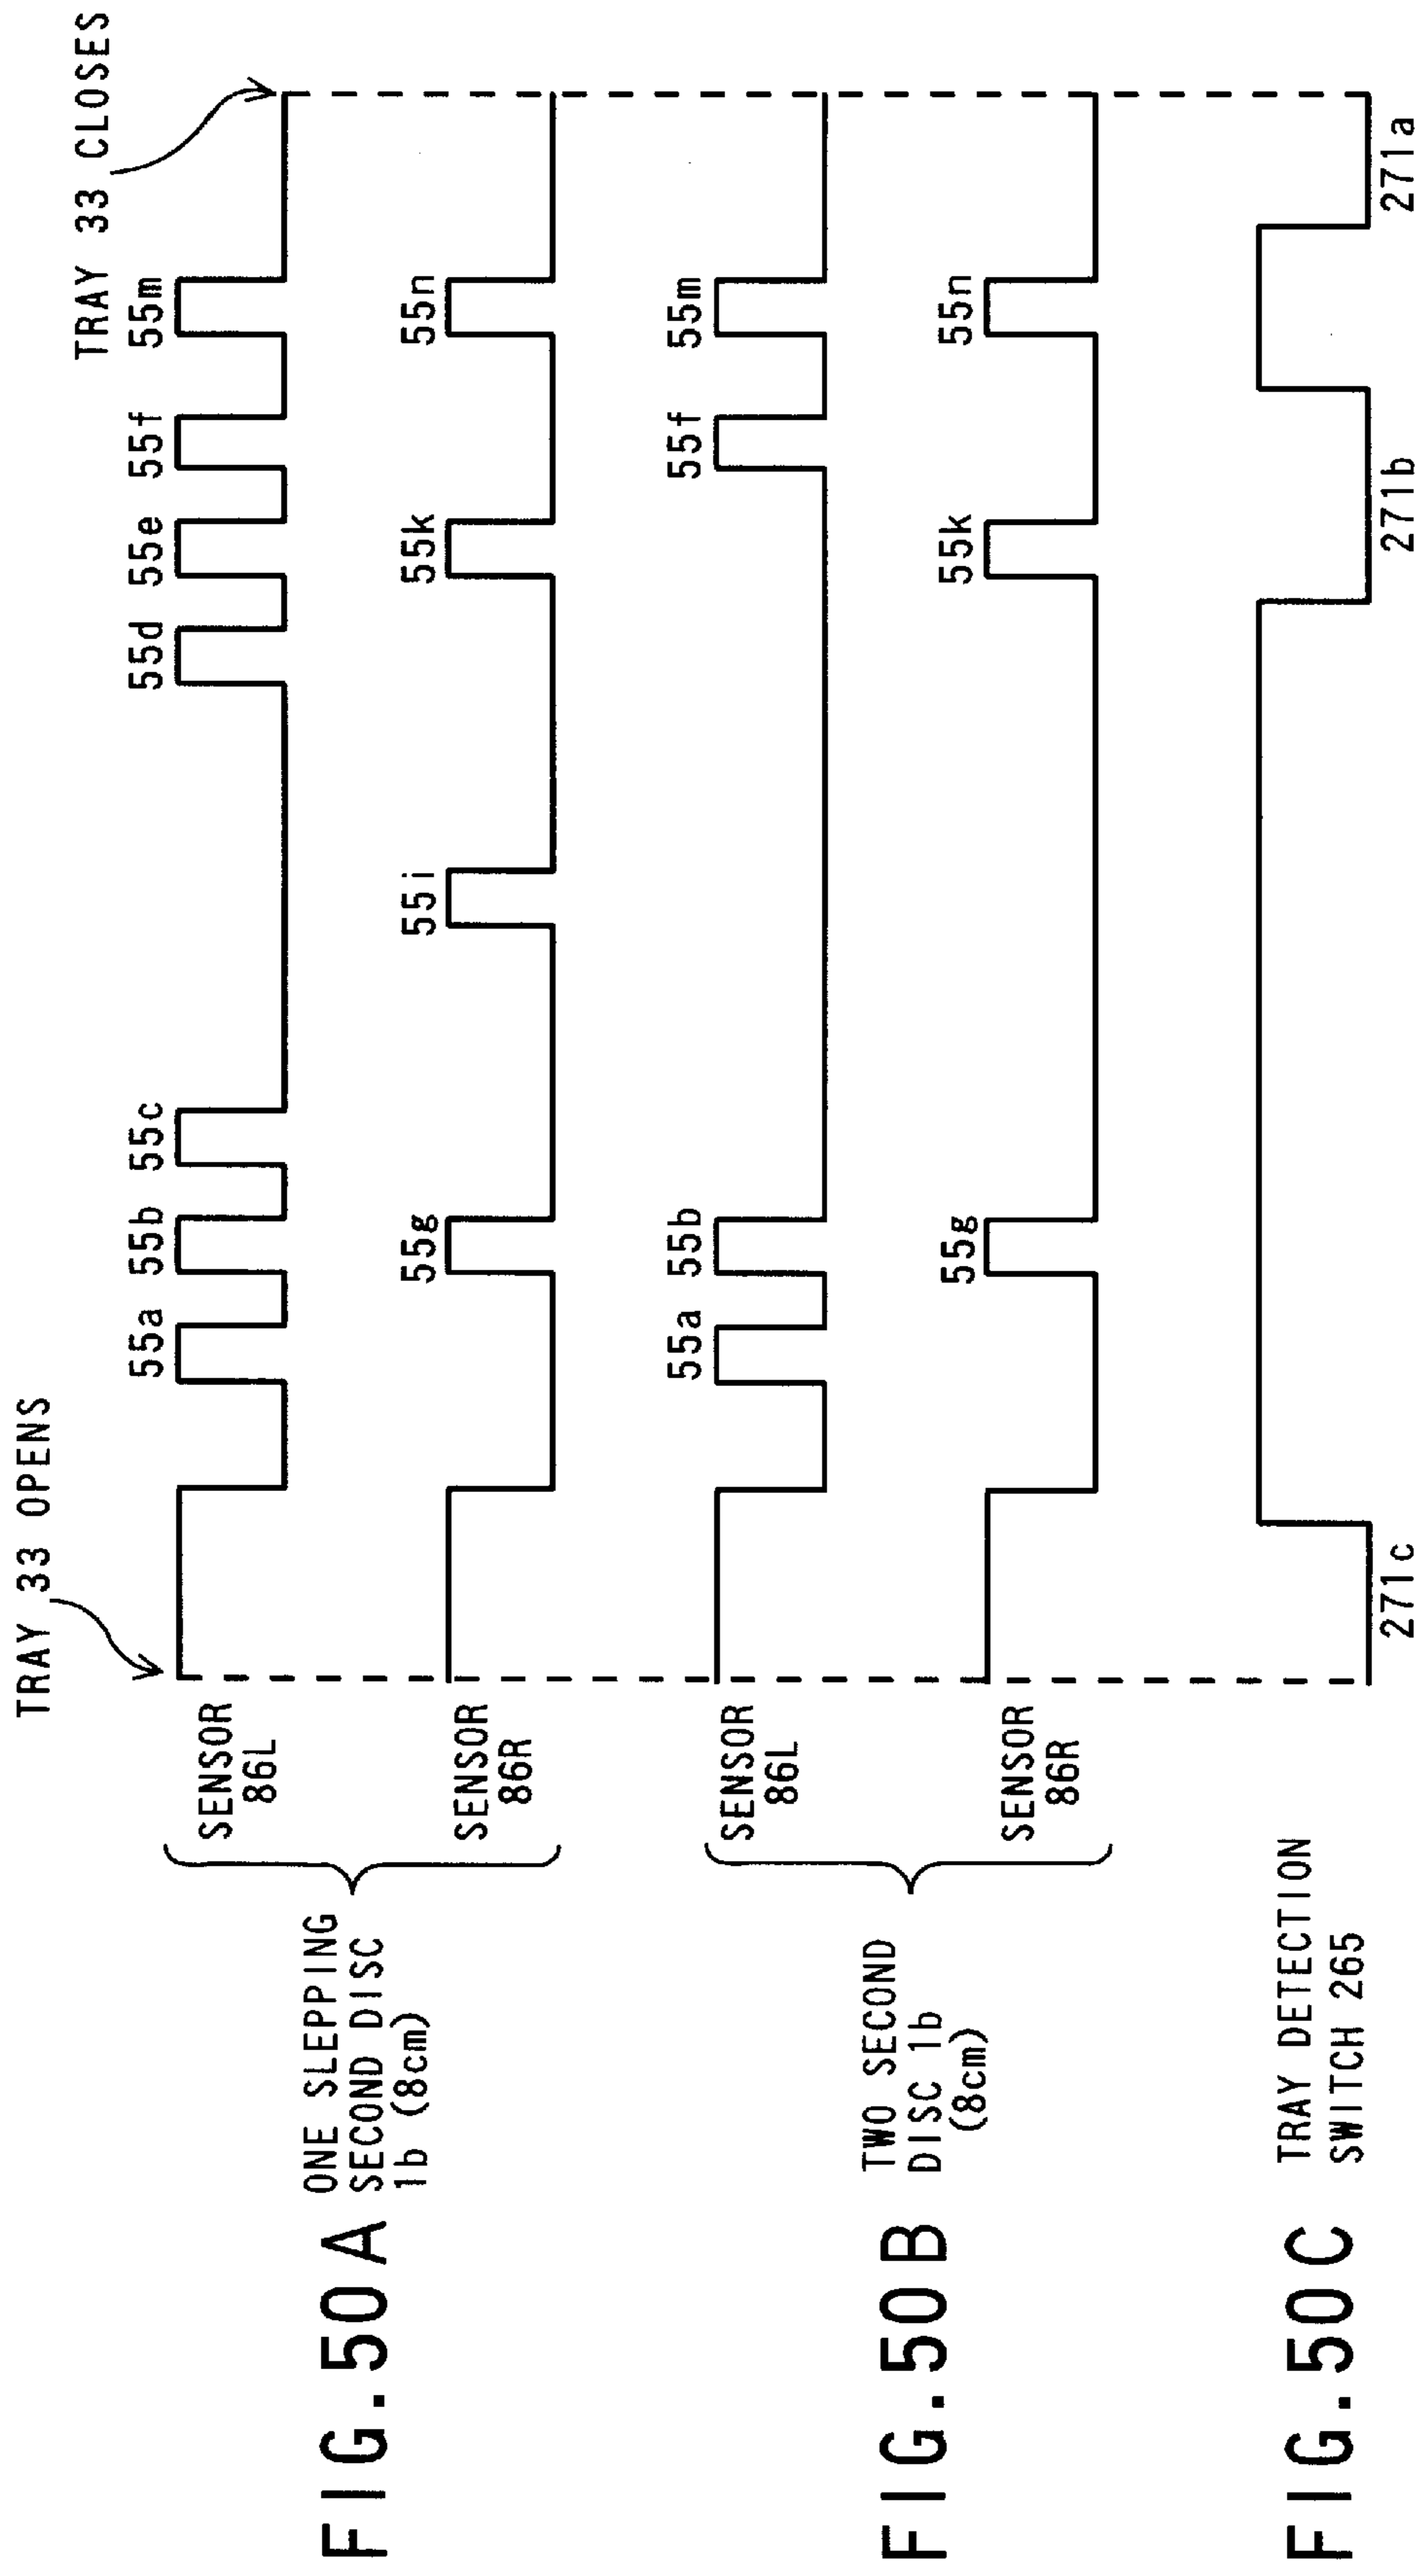 TRAY 33 OPENS
TRAY 33 CLOSES
FIG.50A
ONE SLEPPING
SECOND DISC
1b (8cm)
SENSOR
86L
55a
55b
55c
55d
55e
55f
55m
SENSOR
86R
55g
55i
55k
55n
FIG.50B
TWO SECOND
DISC 1b
(8cm)
SENSOR
86L
55a
55b
55f
55m
SENSOR
86R
55g
55k
55n
FIG.50C
TRAY DETECTION
SWITCH 265
271c
271b
271a